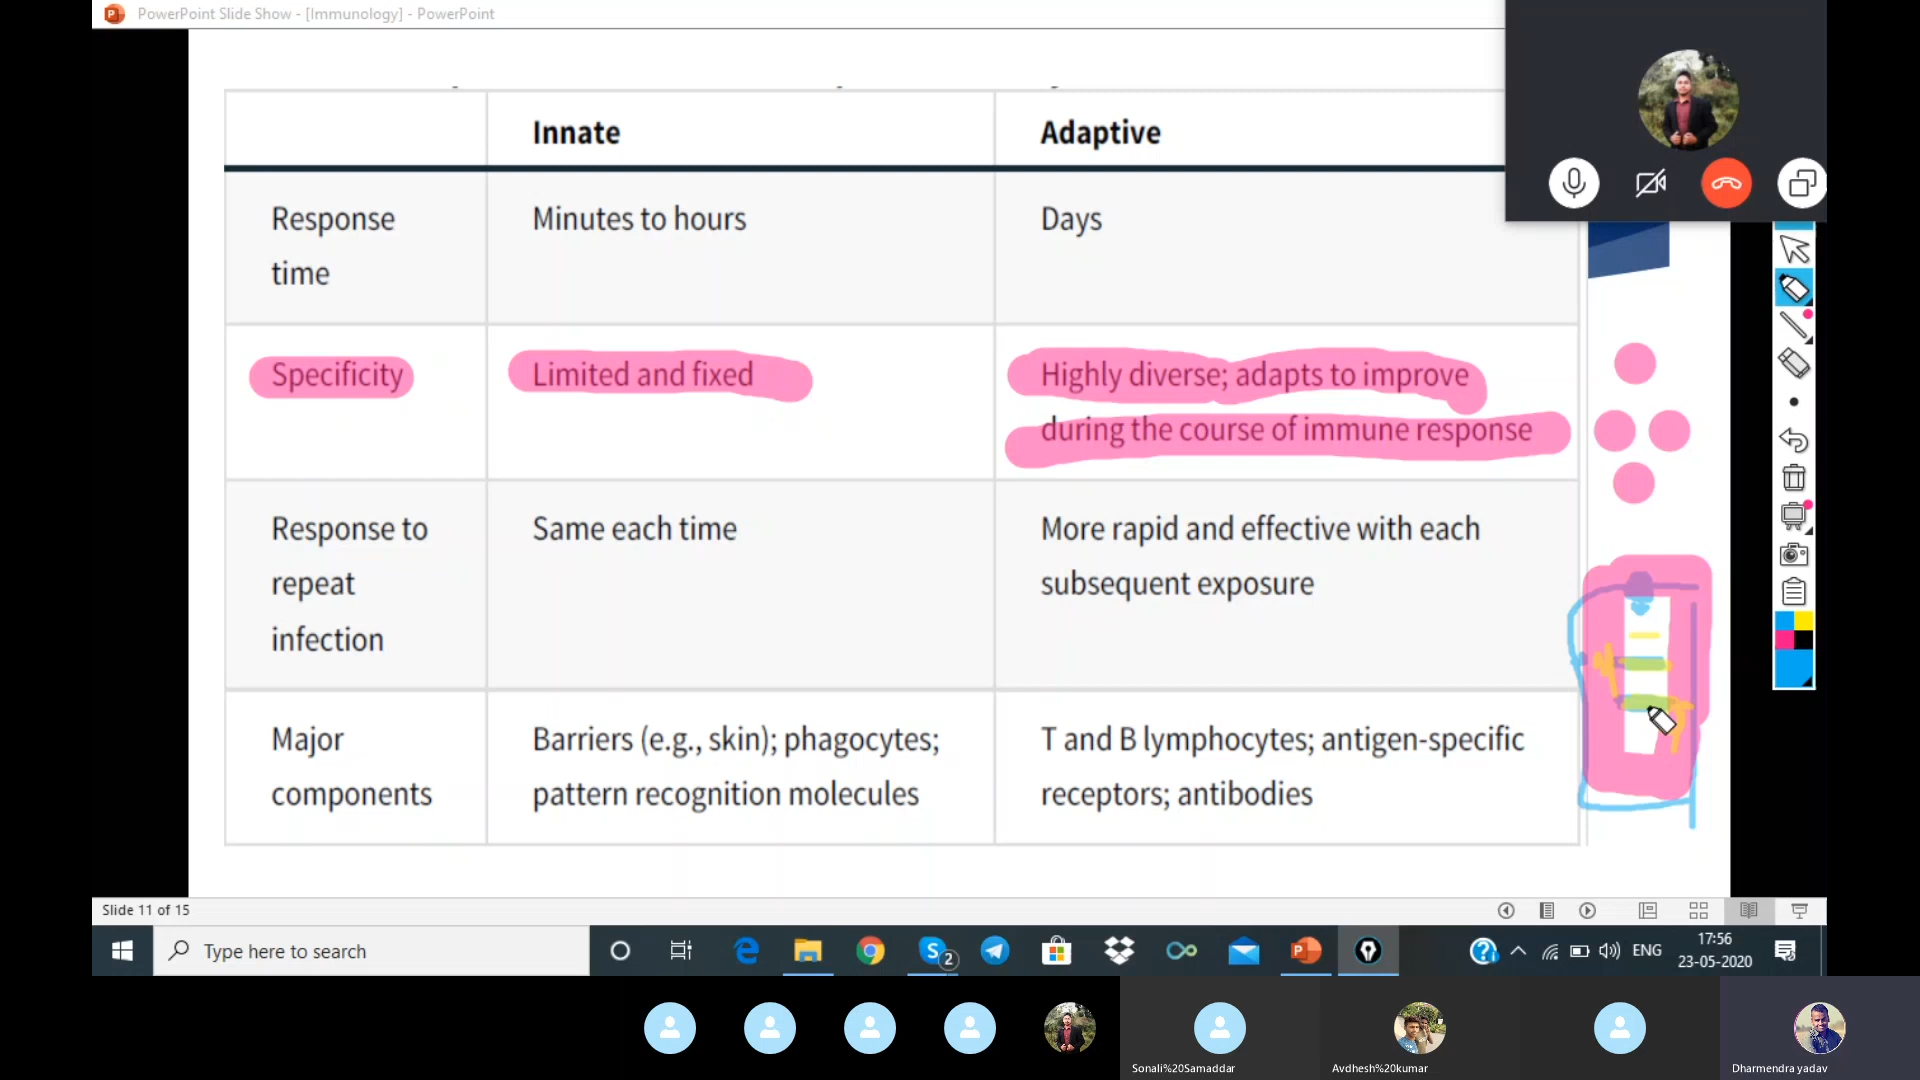 PowerPoint Slide Show - [Immunology] - PowerPoint
Innate
Adaptive
Response
time
Minutes to hours
Days
Specificity
Limited and fixed
Highly diverse; adapts to improve
during the course of immune response
Response to
repeat
infection
Same each time
More rapid and effective with each
subsequent exposure
Major
components
Barriers (e.g., skin); phagocytes;
pattern recognition molecules
T and B lymphocytes; antigen-specific
receptors; antibodies
Slide 11 of 15
Type here to search
2
ENG
17:56
23-05-2020
Sonali%20Samaddar
Avdhesh%20kumar
Dharmendra yadav